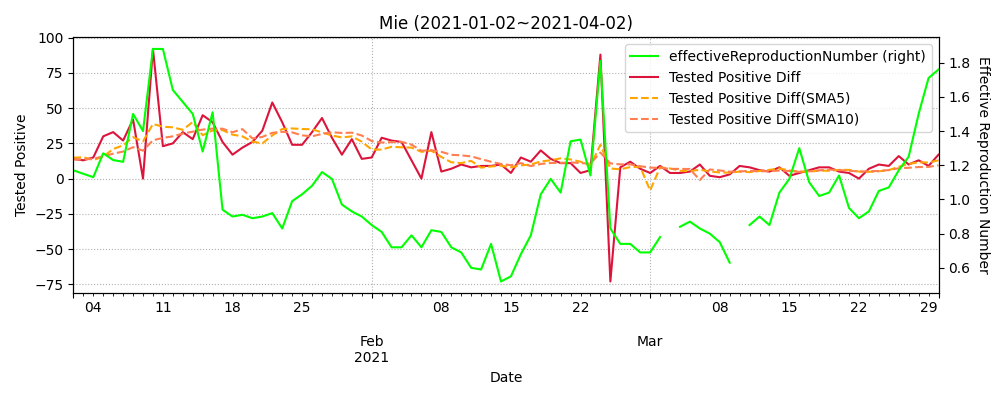 Mie (2021-01-02~2021-04-02)
effectiveReproductionNumber (right)
Tested Positive Diff
Tested Positive Diff(SMA5)
Tested Positive Diff(SMA10)
Tested Positive
100
75
50
25
0
−25
−50
−75
1.8
1.6
1.4
1.2
1.0
0.8
0.6
Effective Reproduction Number
04 11 18 25 08 15 22 08 15 22 29
Feb Mar
2021
Date